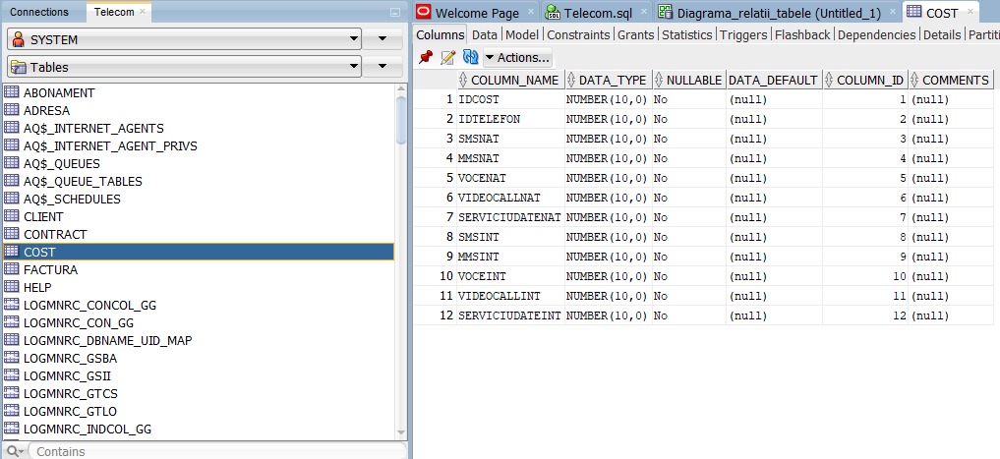 Connections Telecom
SYSTEM
Tables
ABONAMENT
ADRESA
AQ$_INTERNET_AGENTS
AQ$_INTERNET_AGENT_PRIVS
AQ$_QUEUES
AQ$_QUEUE_TABLES
AQ$_SCHEDULES
CLIENT
CONTRACT
COST
FACTURA
HELP
LOGMNRC_CONCOL_GG
LOGMNRC_CON_GG
LOGMNRC_DBNAME_UID_MAP
LOGMNRC_GSBA
LOGMNRC_GSII
LOGMNRC_GTCS
LOGMNRC_GTLO
LOGMNRC_INDCOL_GG
Contains
Welcome Page Telecom.sql Diagrama_relatii_tabele (Untitled_1) COST
Columns Data Model Constraints Grants Statistics Triggers Flashback Dependencies Details Partiti
Actions...
COLUMN_NAME DATA_TYPE NULLABLE DATA_DEFAULT COLUMN_ID COMMENTS
1 IDCOST NUMBER(10,0) No (null) 1 (null)
2 IDTELEFON NUMBER(10,0) No (null) 2 (null)
3 SMSNAT NUMBER(10,0) No (null) 3 (null)
4 MMSNAT NUMBER(10,0) No (null) 4 (null)
5 VOCENAT NUMBER(10,0) No (null) 5 (null)
6 VIDEOCALLNAT NUMBER(10,0) No (null) 6 (null)
7 SERVICIUDATENAT NUMBER(10,0) No (null) 7 (null)
8 SMSINT NUMBER(10,0) No (null) 8 (null)
9 MMSINT NUMBER(10,0) No (null) 9 (null)
10 VOCEINT NUMBER(10,0) No (null) 10 (null)
11 VIDEOCALLINT NUMBER(10,0) No (null) 11 (null)
12 SERVICIUDATEINT NUMBER(10,0) No (null) 12 (null)